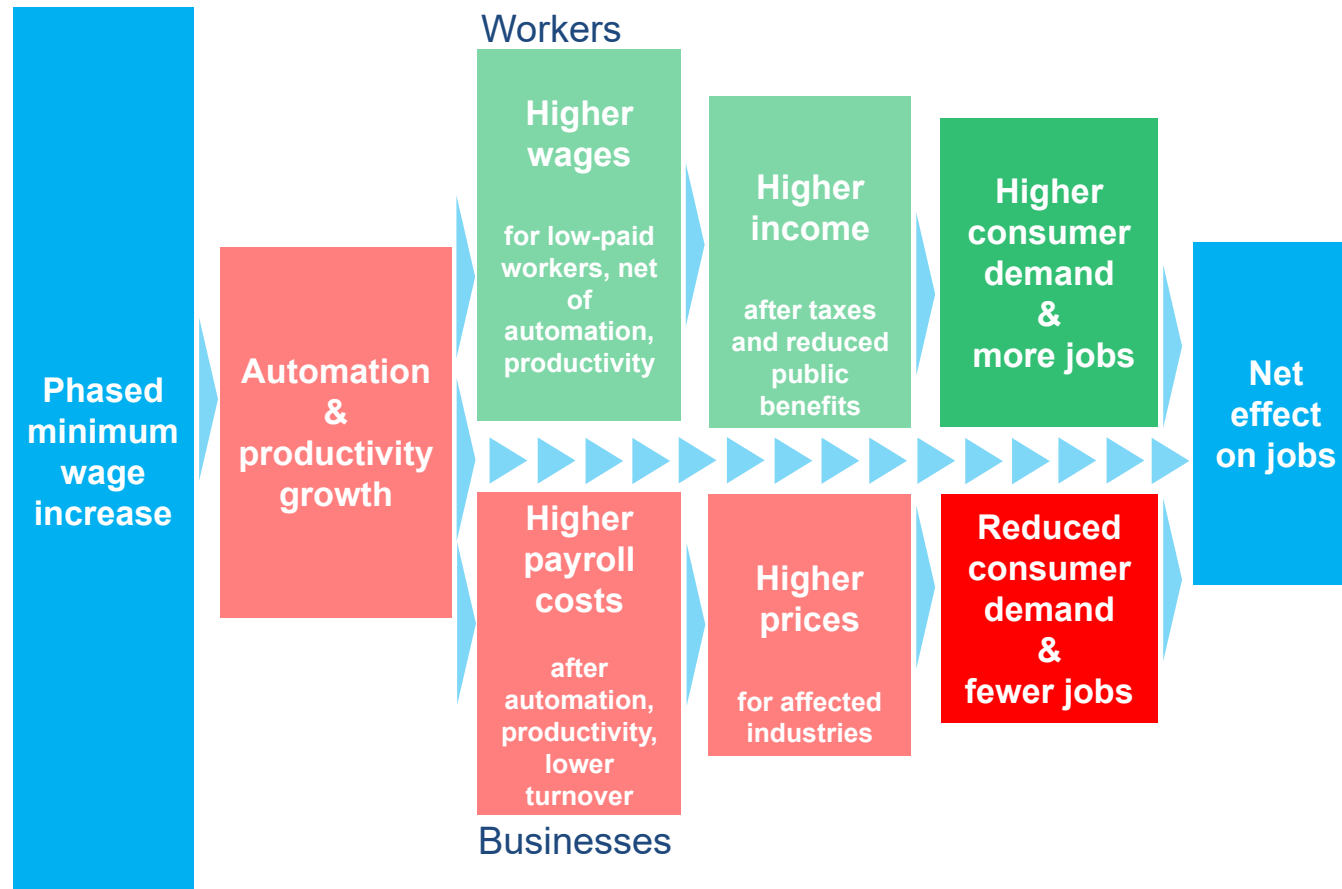 Phased
minimum
wage
increase
Automation
&
productivity
growth
Workers
Higher
wages
for low-paid
workers, net
of
automation,
productivity
Higher
income
after taxes
and reduced
public
benefits
Higher
consumer
demand
&
more jobs
Higher
payroll
costs
after
automation,
productivity,
lower
turnover
Businesses
Higher
prices
for affected
industries
Reduced
consumer
demand
&
fewer jobs
Net
effect
on jobs